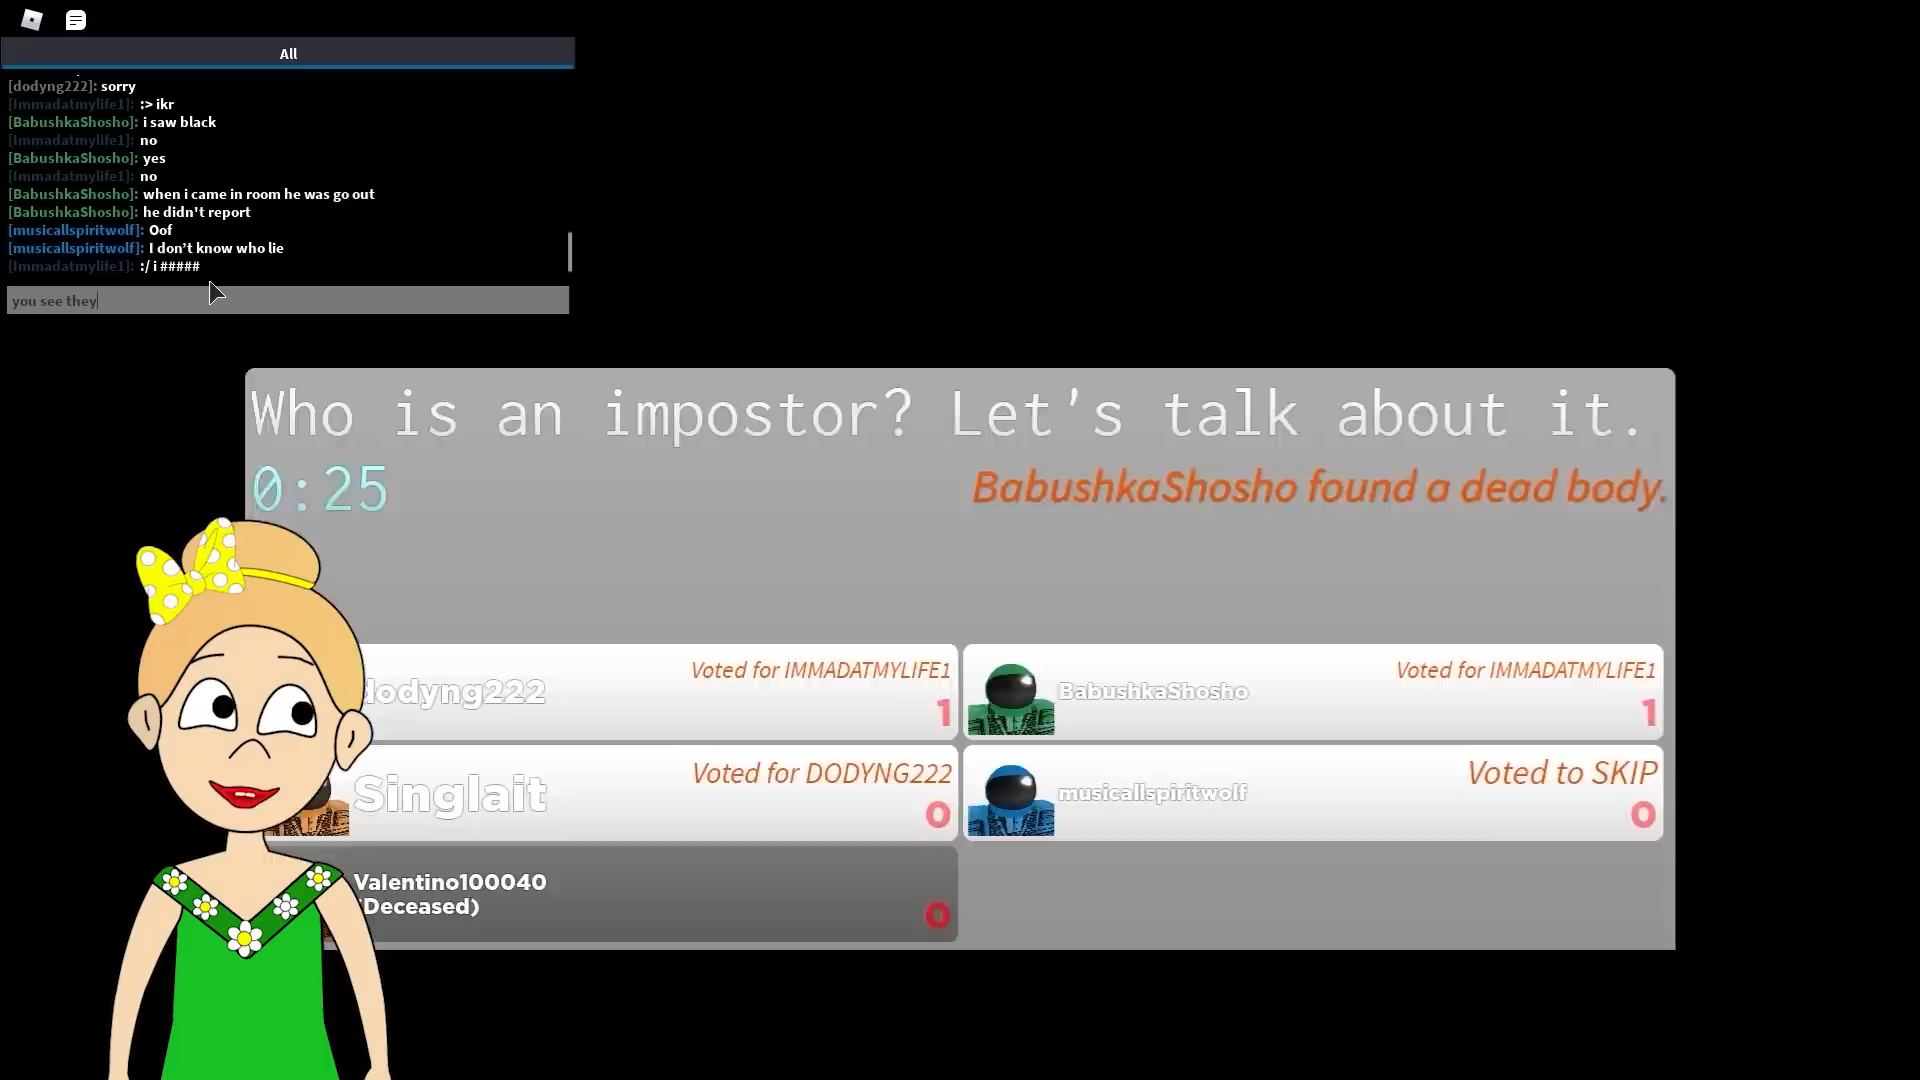 All
[dodyng222]: sorry
[Immadatmylife1]: :> ikr
[BabushkaShosho]: i saw black
[Immadatmylife1]: no
[BabushkaShosho]: yes
[Immadatmylife1]: no
[BabushkaShosho]: when i came in room he was go out
[BabushkaShosho]: he didn't report
[musicallspiritwolf]: Oof
[musicallspiritwolf]: I don't know who lie
[Immadatmylife1]: :/ i #####
you see they
Who is an impostor? Let's talk about it.
0:25
BabushkaShosho found a dead body.
dodyng222
Voted for IMMADATMYLIFE1
1
BabushkaShosho
Voted for IMMADATMYLIFE1
1
Singlait
Voted for DODYNG222
0
musicallspiritwolf
Voted to SKIP
0
Valentino100040
(Deceased)
0